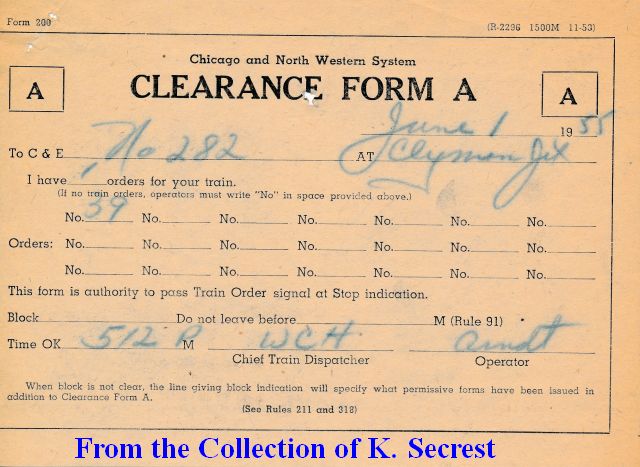 Form 200 (R-2296 1500M 11-53)
Chicago and North Western System
A CLEARANCE FORM A A
June 1 1955
To C & E No 282 AT Clyman Jct
I have 1 orders for your train.
(If no train orders, operators must write "No" in space provided above.)
No. 39 No. No. No. No. No. No.
Orders: No. No. No. No. No. No. No.
No. No. No. No. No. No. No.
This form is authority to pass Train Order signal at Stop indication.
Block Do not leave before M (Rule 91)
Time OK 512 P M WCH Arndt
Chief Train Dispatcher Operator
When block is not clear, the line giving block indication will specify what permissive forms have been issued in
addition to Clearance Form A.
(See Rules 211 and 318)
From the Collection of K. Secrest